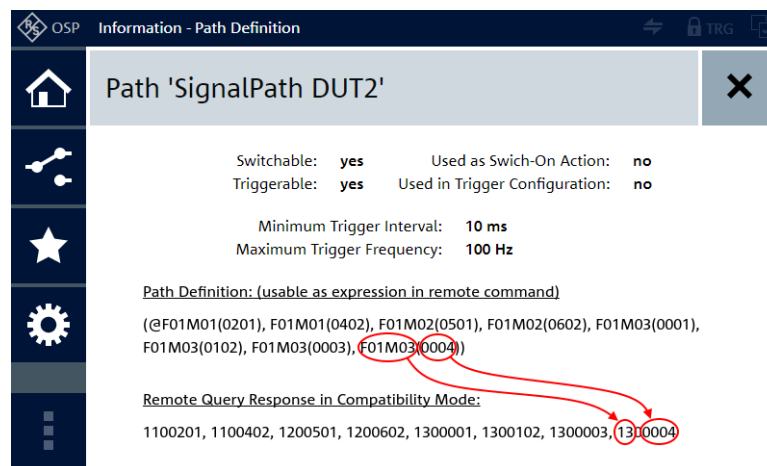 R&S OSP Information - Path Definition TRG
Path 'SignalPath DUT2'
Switchable: yes Used as Swich-On Action: no
Triggerable: yes Used in Trigger Configuration: no
Minimum Trigger Interval: 10 ms
Maximum Trigger Frequency: 100 Hz
Path Definition: (usable as expression in remote command)
(@F01M01(0201), F01M01(0402), F01M02(0501), F01M02(0602), F01M03(0001),
F01M03(0102), F01M03(0003), F01M03(0004))
Remote Query Response in Compatibility Mode:
1100201, 1100402, 1200501, 1200602, 1300001, 1300102, 1300003, 1300004